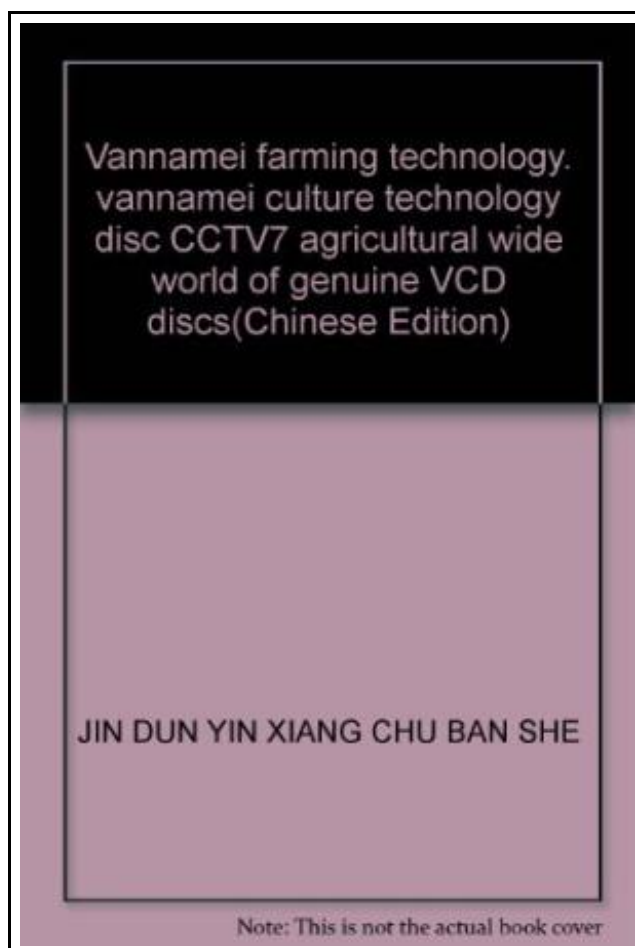 Vannamei farming technology.
vannamei culture technology
disc CCTV7 agricultural wide
world of genuine VCD
discs(Chinese Edition)
JIN DUN YIN XIANG CHU BAN SHE
Note: This is not the actual book cover